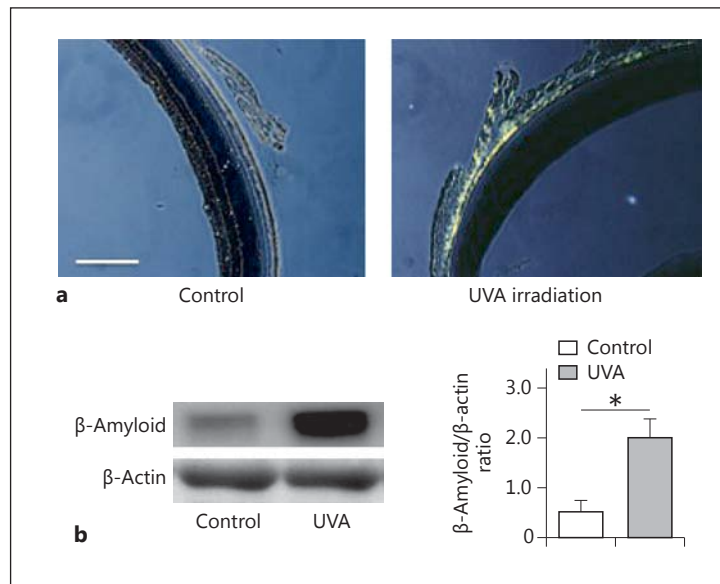 a
Control
UVA irradiation
β-Amyloid
β-Actin
Control
UVA
b
Control
UVA
β-Amyloid/β-actin
ratio
3.0
2.0
1.0
0
*